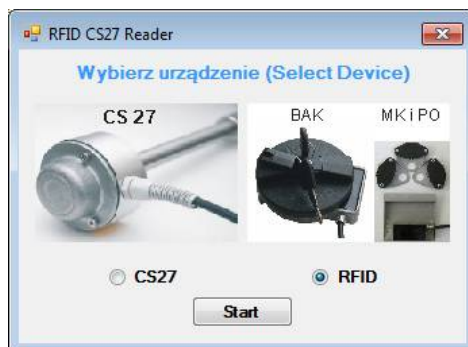 RFID CS27 Reader
Wybierz urządzenie (Select Device)
CS 27 BAK MKiPO
CS27 RFID
Start